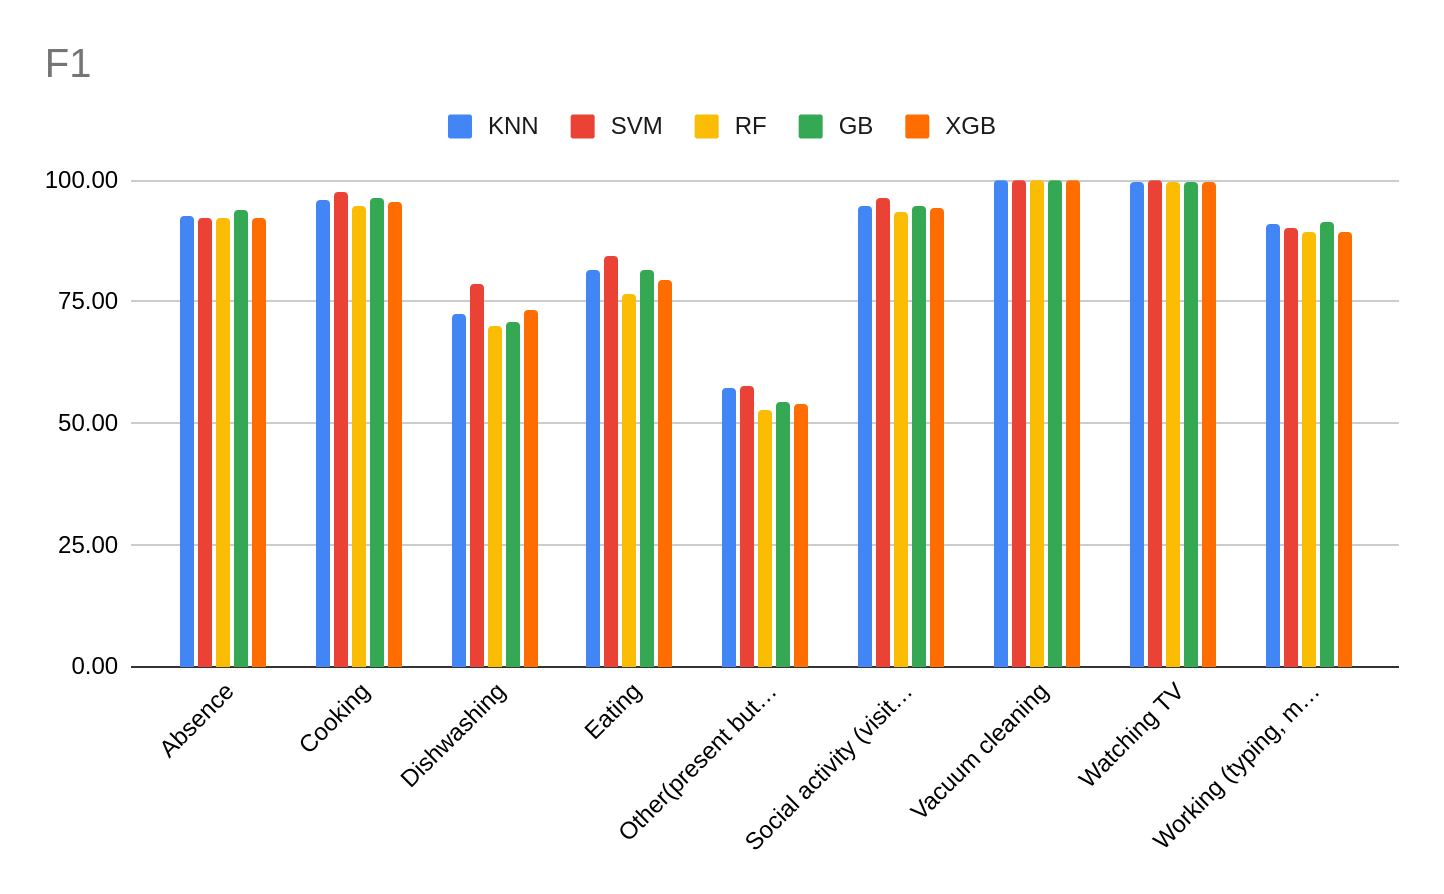 F1
KNN SVM RF GB XGB
100.00
75.00
50.00
25.00
0.00
Absence
Cooking
Dishwashing
Eating
Other(present but…
Social activity (visit…
Vacuum cleaning
Watching TV
Working (typing, m…